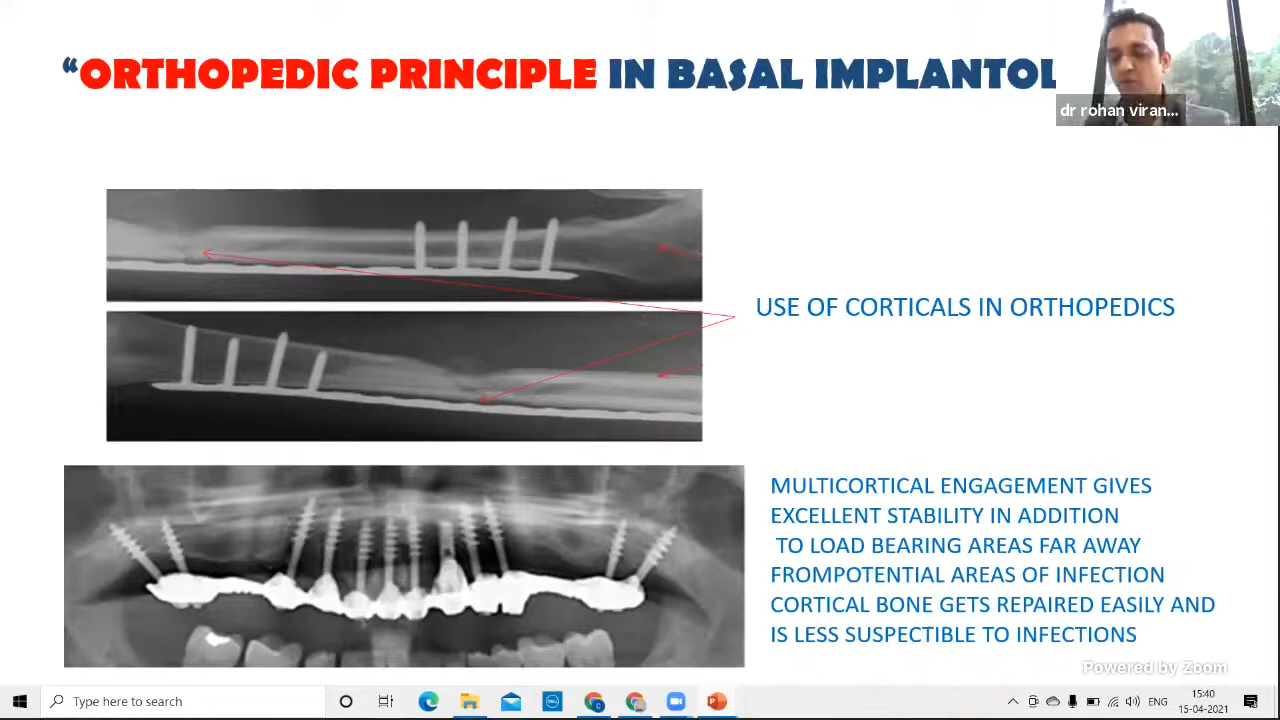 “ORTHOPEDIC PRINCIPLE IN BASAL IMPLANTOL
dr rohan viran...
USE OF CORTICALS IN ORTHOPEDICS
MULTICORTICAL ENGAGEMENT GIVES
EXCELLENT STABILITY IN ADDITION
TO LOAD BEARING AREAS FAR AWAY
FROMPOTENTIAL AREAS OF INFECTION
CORTICAL BONE GETS REPAIRED EASILY AND
IS LESS SUSPECTIBLE TO INFECTIONS
Powered by Zoom
Type here to search
ENG
15:40
15-04-2021